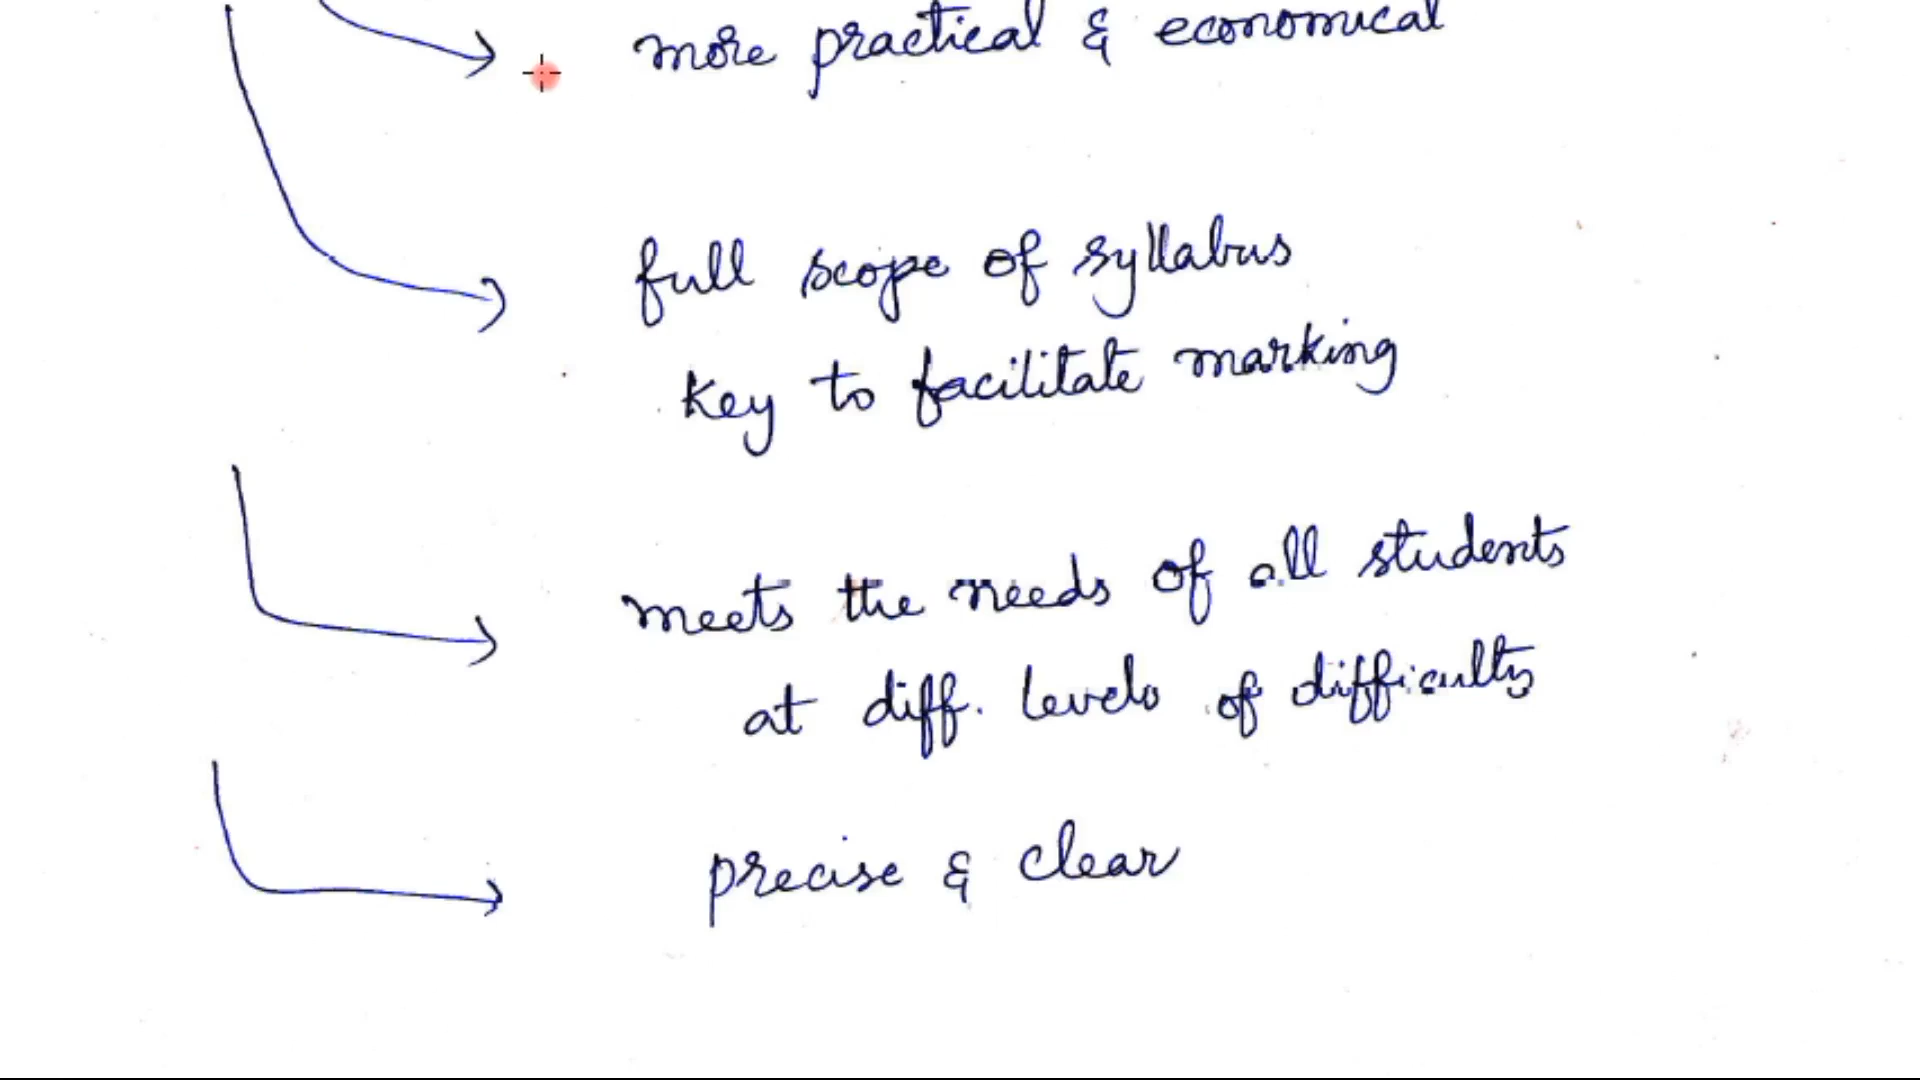 more practical & economical
full scope of syllabus
key to facilitate marking
meets the needs of all students
at diff. levels of difficulty
precise & clear